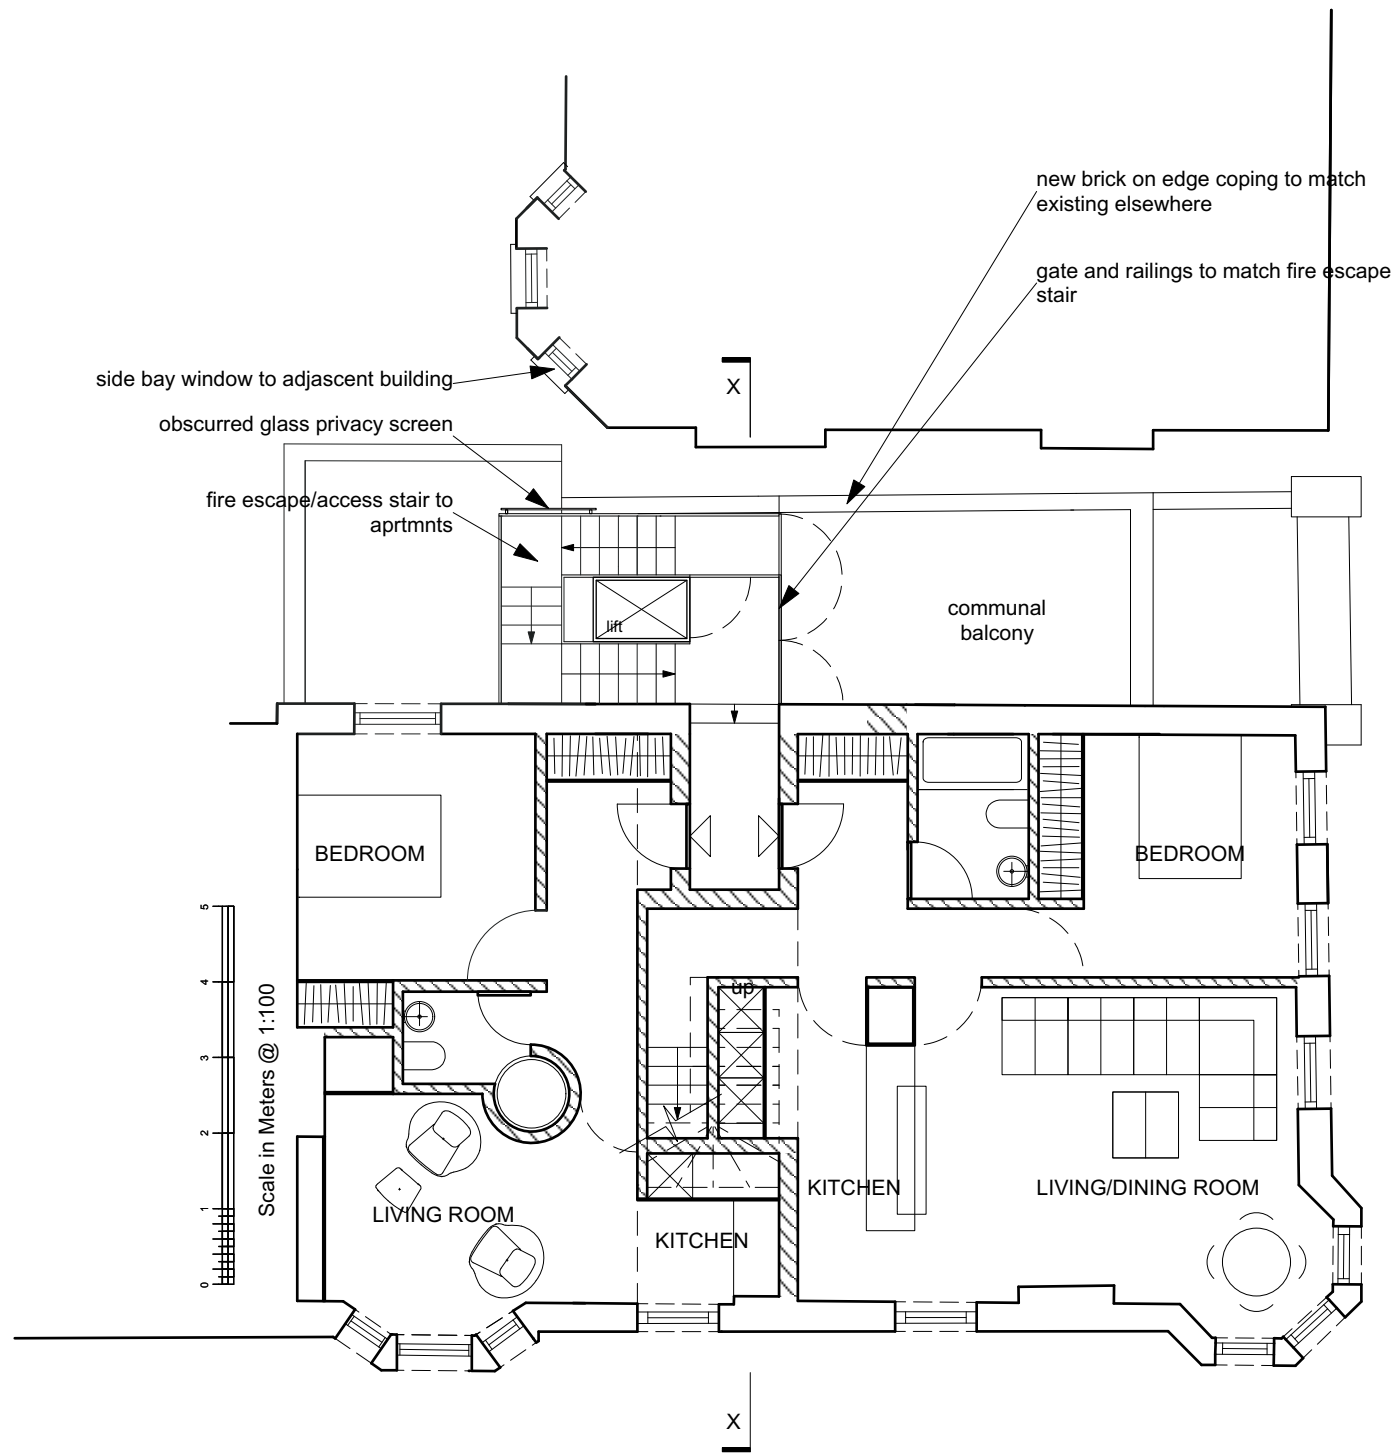 new brick on edge coping to match
existing elsewhere
gate and railings to match fire escape
stair
side bay window to adjascent building
X
obscurred glass privacy screen
fire escape/access stair to
aprtmnts
lift
communal
balcony
BEDROOM
BEDROOM
5
4
3
2
1
0
Scale in Meters @ 1:100
up
KITCHEN
LIVING/DINING ROOM
LIVING ROOM
KITCHEN
X